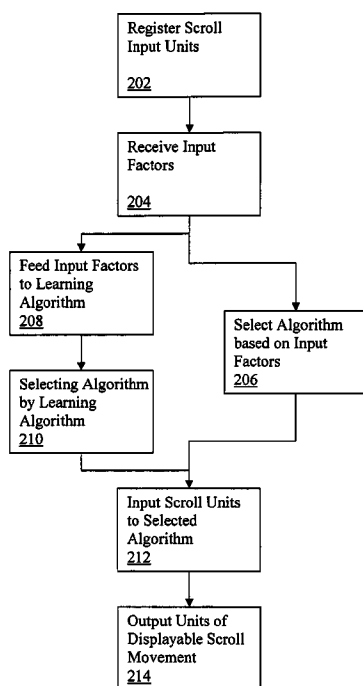 Register Scroll
Input Units
202
Receive Input
Factors
204
Feed Input Factors
to Learning
Algorithm
208
Select Algorithm
based on Input
Factors
206
Selecting Algorithm
by Learning
Algorithm
210
Input Scroll Units
to Selected
Algorithm
212
Output Units of
Displayable Scroll
Movement
214